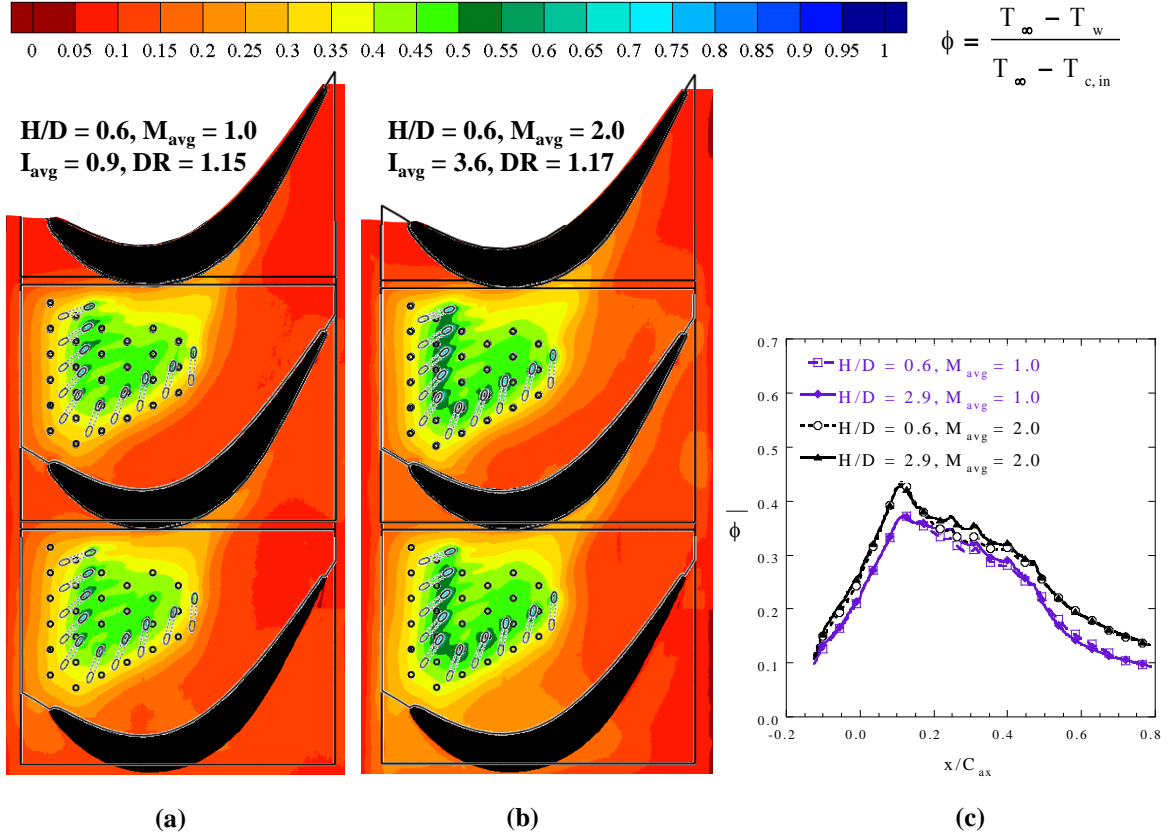 0 0.05 0.1 0.15 0.2 0.25 0.3 0.35 0.4 0.45 0.5 0.55 0.6 0.65 0.7 0.75 0.8 0.85 0.9 0.95 1
ϕ = (T∞ − Tw) / (T∞ − Tc, in)
H/D = 0.6, Mavg = 1.0
Iavg = 0.9, DR = 1.15
H/D = 0.6, Mavg = 2.0
Iavg = 3.6, DR = 1.17
H/D = 0.6, Mavg = 1.0
H/D = 2.9, Mavg = 1.0
H/D = 0.6, Mavg = 2.0
H/D = 2.9, Mavg = 2.0
0.7
0.6
0.5
0.4
0.3
0.2
0.1
0.0
ϕ̅
-0.2 0.0 0.2 0.4 0.6 0.8
x/Cax
(a)
(b)
(c)